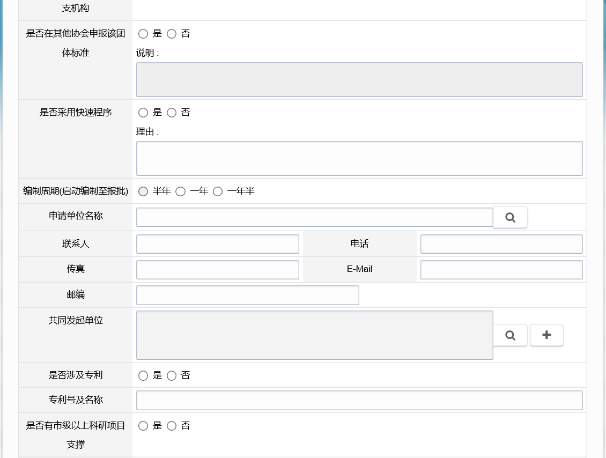 支机构
是否在其他协会申报该团
体标准
是 否
说明：
是否采用快速程序
是 否
理由：
编制周期(启动编制至报批)
半年 一年 一年半
申请单位名称
联系人
电话
传真
E-Mail
邮编
共同发起单位
是否涉及专利
是 否
专利号及名称
是否有市级以上科研项目
支撑
是 否